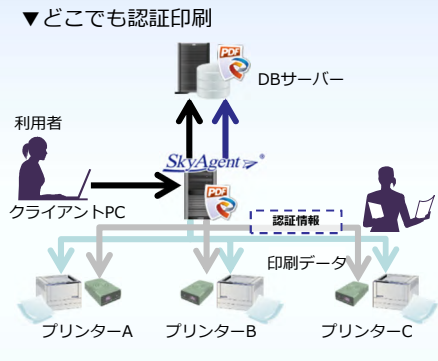 ▼どこでも認証印刷
PDF
DBサーバー
利用者
SkyAgent
クライアントPC
PDF
認証情報
印刷データ
プリンターA
プリンターB
プリンターC